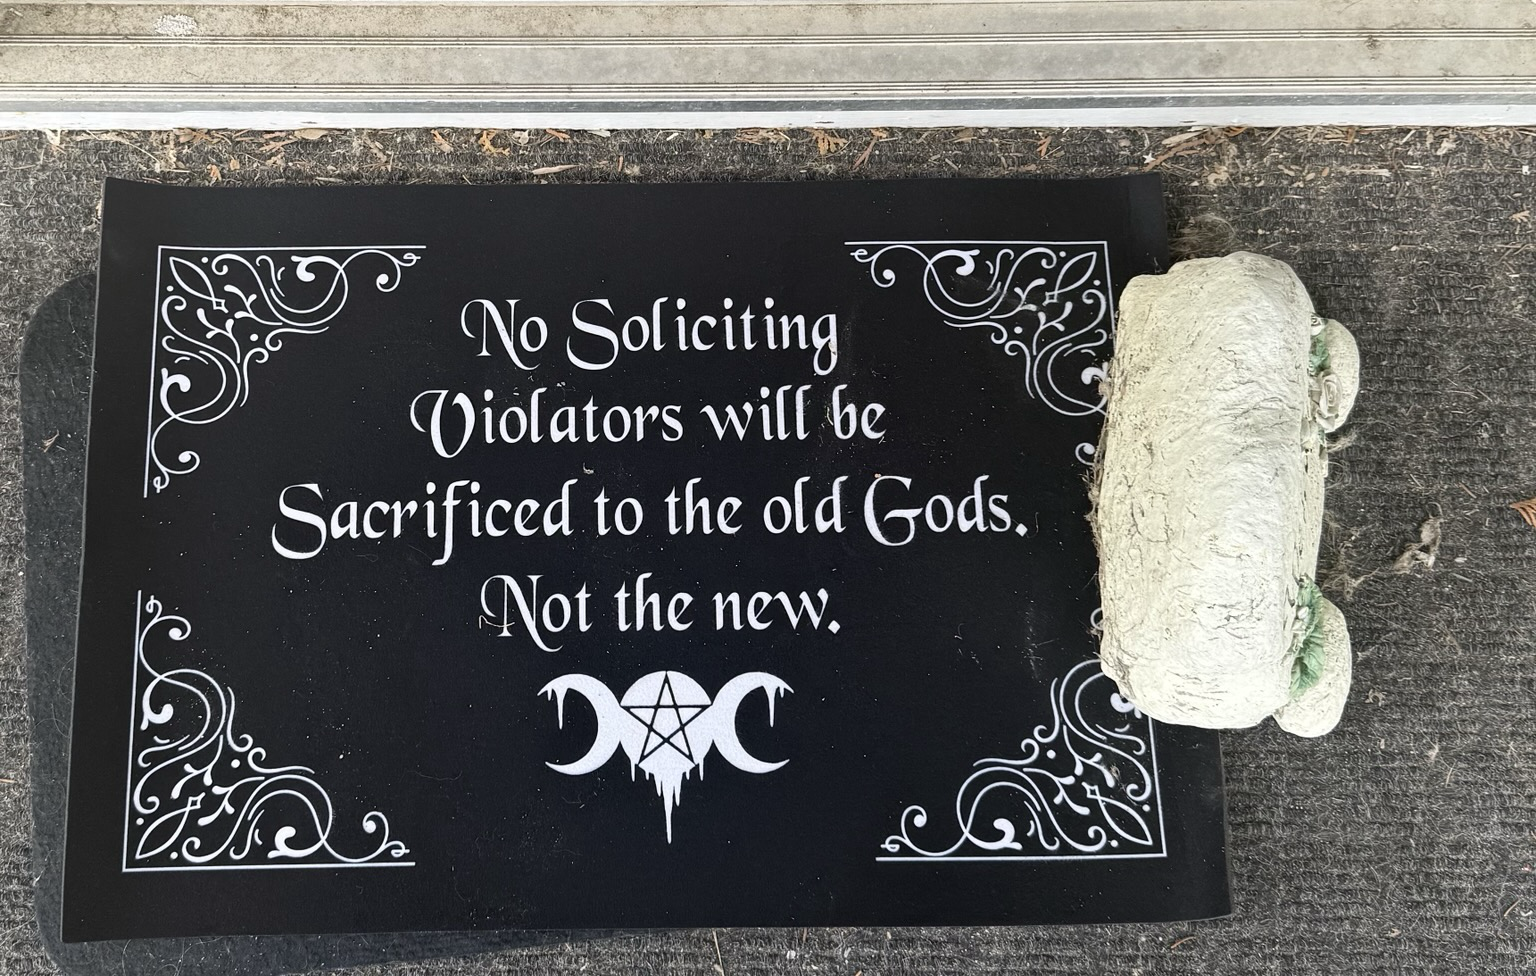 No Soliciting
Violators will be
Sacrificed to the old Gods.
Not the new.